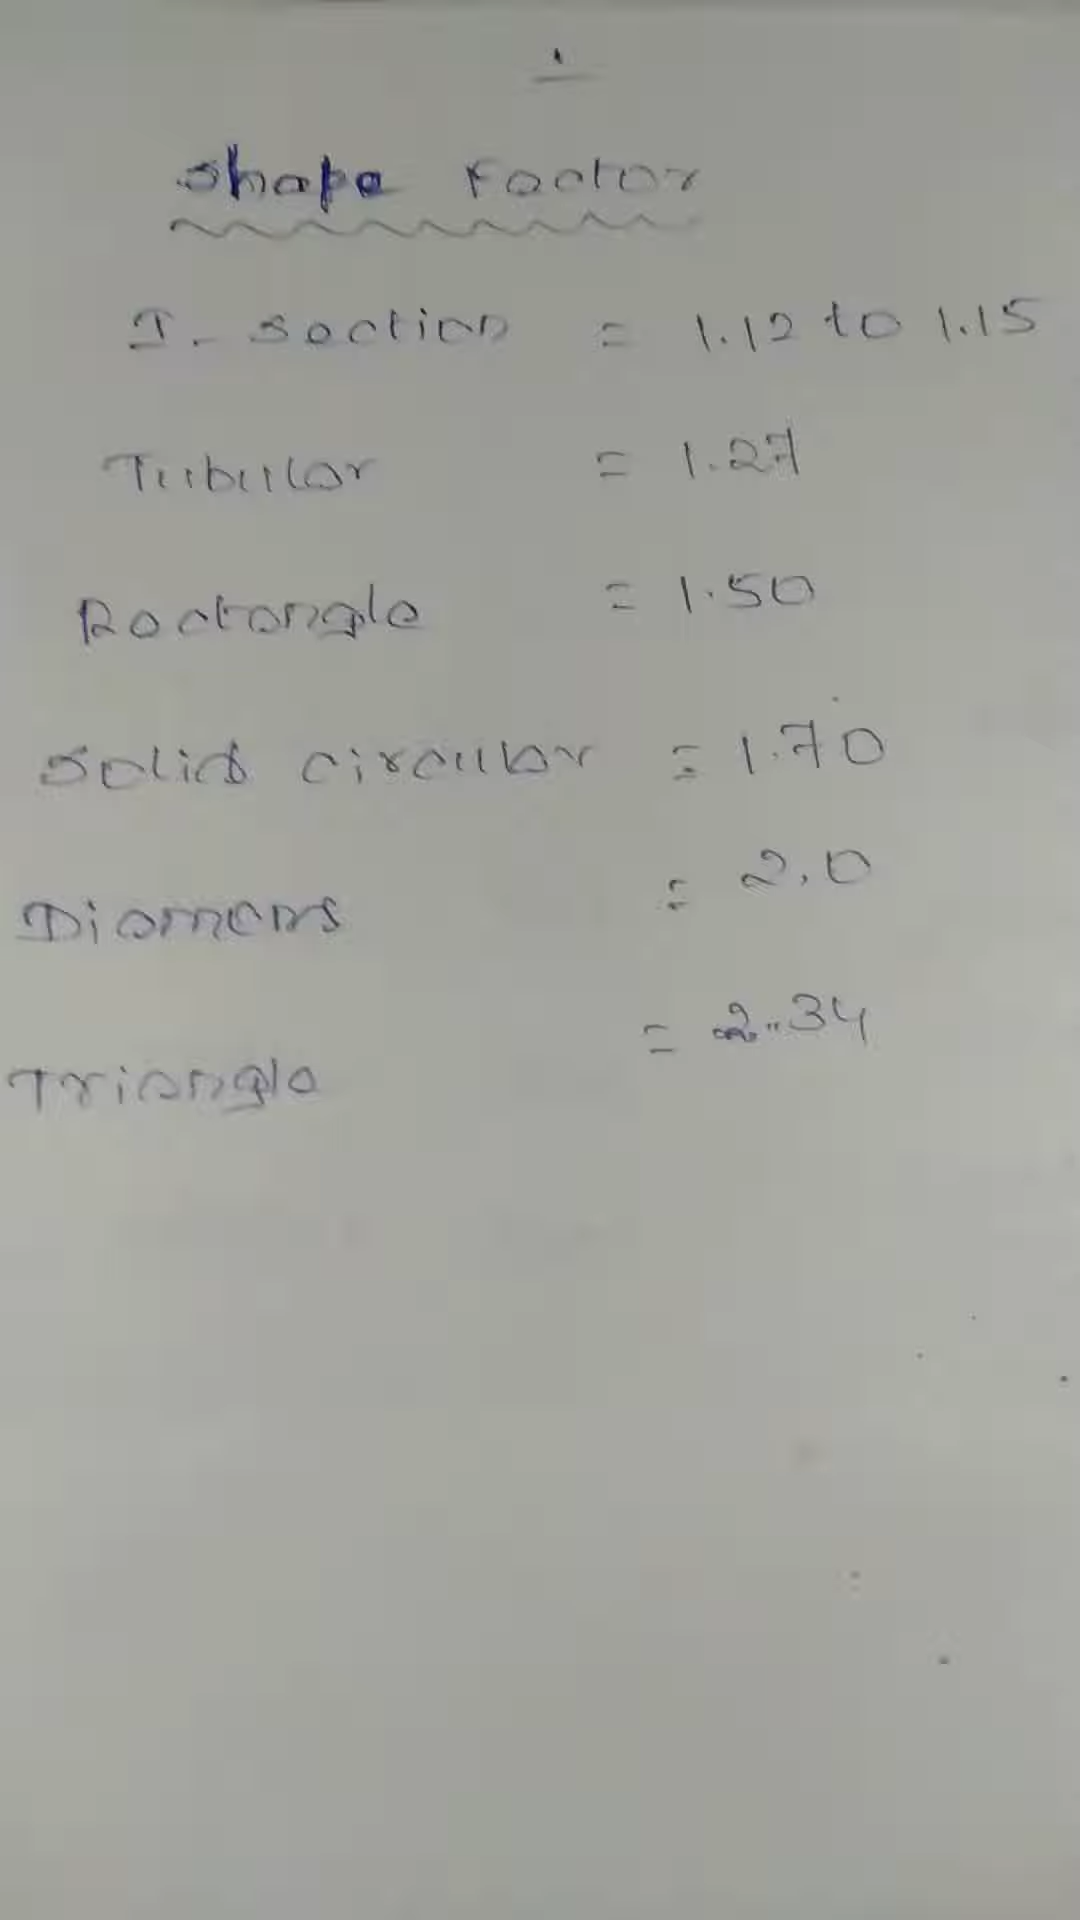 Shape Factor
I - section = 1.12 to 1.15
Tubular = 1.27
Rectangle = 1.50
Solid circular = 1.70
Diamens = 2.0
Triangle = 2.34